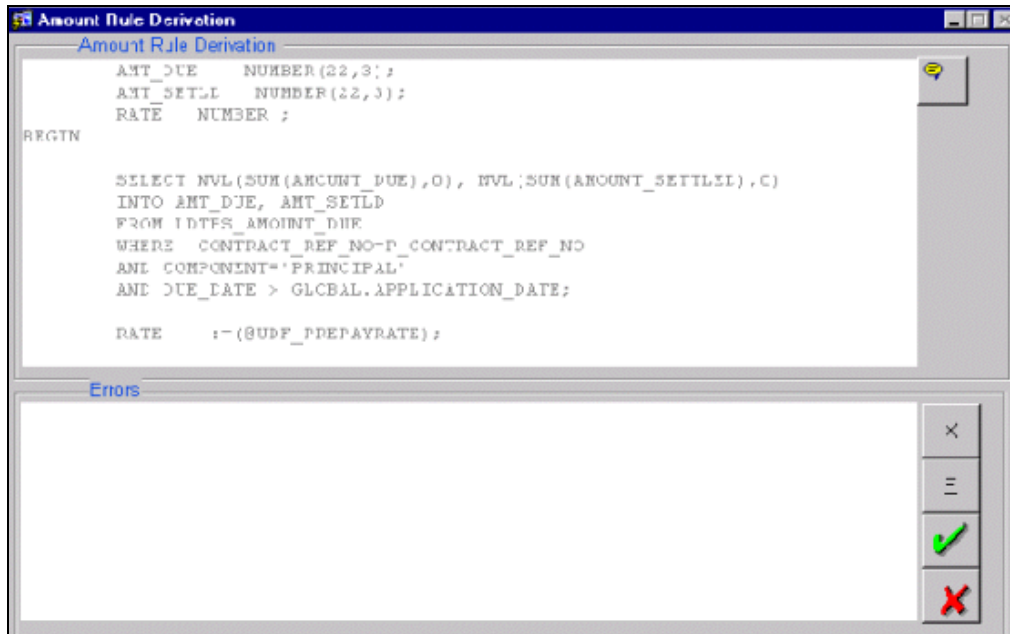 Amount Rule Derivation
Amount Rule Derivation
AMT_DUE NUMBER(22,3);
AMT_SETLD NUMBER(22,3);
RATE NUMBER ;
BEGIN
SELECT NVL(SUM(AMOUNT_DUE),0), NVL(SUM(AMOUNT_SETTLED),0)
INTO AMT_DUE, AMT_SETLD
FROM LDTBS_AMOUNT_DUE
WHERE CONTRACT_REF_NO=P_CONTRACT_REF_NO
AND COMPONENT='PRINCIPAL'
AND DUE_DATE > GLOBAL.APPLICATION_DATE;
RATE :=(@UDF_PREPAYRATE);
Errors